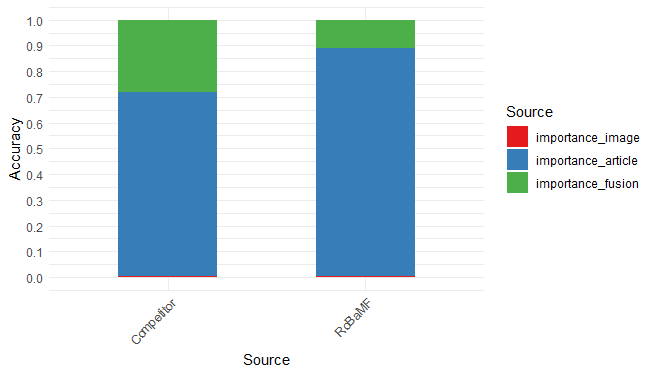 Accuracy
1.0
0.9
0.8
0.7
0.6
0.5
0.4
0.3
0.2
0.1
0.0
Competitor
RoBaMF
Source
Source
importance_image
importance_article
importance_fusion